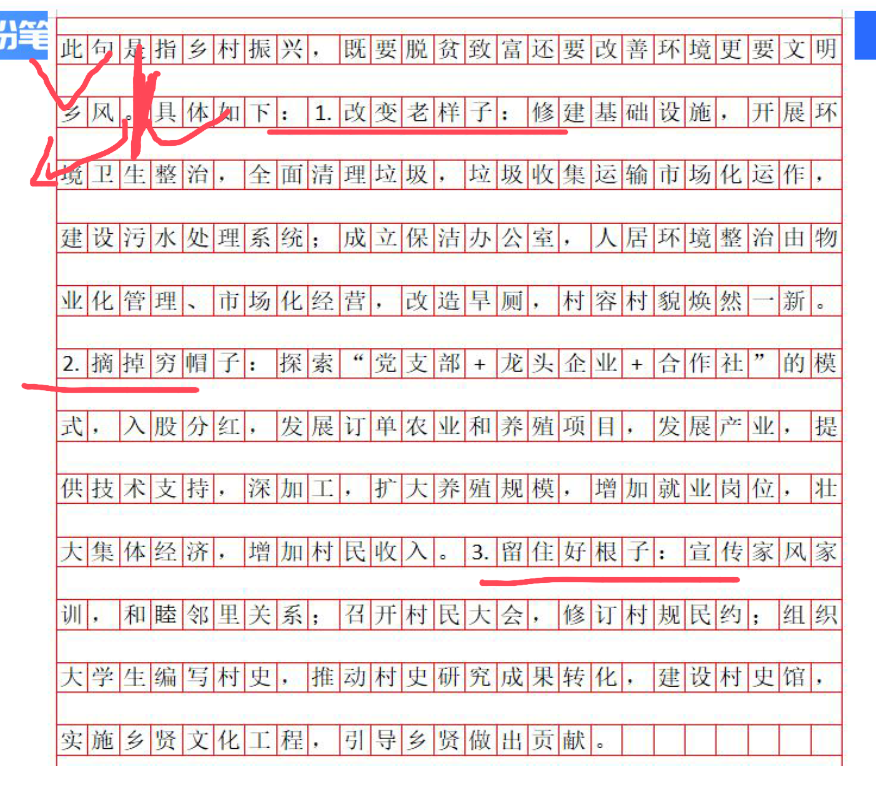 粉笔
此句是指乡村振兴，既要脱贫致富还要改善环境更要文明
乡风。具体如下：1.改变老样子：修建基础设施，开展环
境卫生整治，全面清理垃圾，垃圾收集运输市场化运作，
建设污水处理系统；成立保洁办公室，人居环境整治由物
业化管理、市场化经营，改造旱厕，村容村貌焕然一新。
2.摘掉穷帽子：探索“党支部+龙头企业+合作社”的模
式，入股分红，发展订单农业和养殖项目，发展产业，提
供技术支持，深加工，扩大养殖规模，增加就业岗位，壮
大集体经济，增加村民收入。3.留住好根子：宣传家风家
训，和睦邻里关系；召开村民大会，修订村规民约；组织
大学生编写村史，推动村史研究成果转化，建设村史馆，
实施乡贤文化工程，引导乡贤做出贡献。